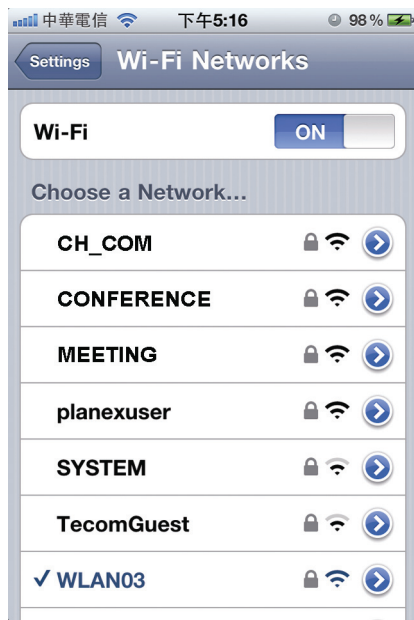 中華電信 下午5:16 98%
Settings Wi-Fi Networks
Wi-Fi ON
Choose a Network...
CH_COM
CONFERENCE
MEETING
planexuser
SYSTEM
TecomGuest
✓ WLAN03